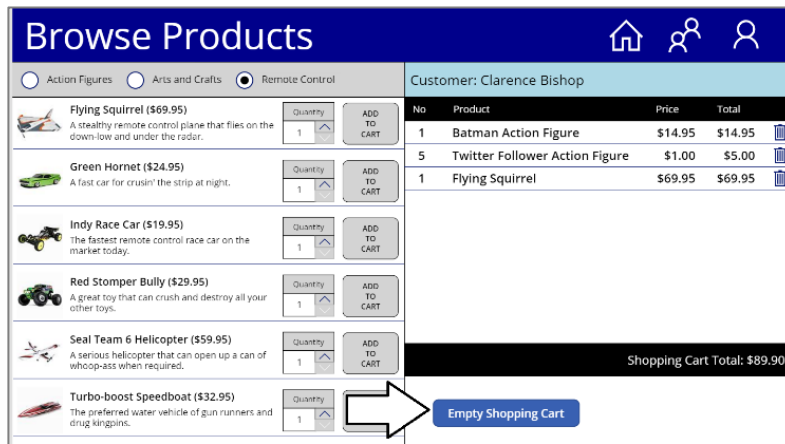 Browse Products
Action Figures Arts and Crafts Remote Control
Flying Squirrel ($69.95)
A stealthy remote control plane that flies on the
down-low and under the radar.
Quantity
1
ADD
TO
CART
Green Hornet ($24.95)
A fast car for crusin' the strip at night.
Quantity
1
ADD
TO
CART
Indy Race Car ($19.95)
The fastest remote control race car on the
market today.
Quantity
1
ADD
TO
CART
Red Stomper Bully ($29.95)
A great toy that can crush and destroy all your
other toys.
Quantity
1
ADD
TO
CART
Seal Team 6 Helicopter ($59.95)
A serious helicopter that can open up a can of
whoop-ass when required.
Quantity
1
ADD
TO
CART
Turbo-boost Speedboat ($32.95)
The preferred water vehicle of gun runners and
drug kingpins.
Quantity
1
Customer: Clarence Bishop
No Product Price Total
1 Batman Action Figure $14.95 $14.95
5 Twitter Follower Action Figure $1.00 $5.00
1 Flying Squirrel $69.95 $69.95
Shopping Cart Total: $89.90
Empty Shopping Cart